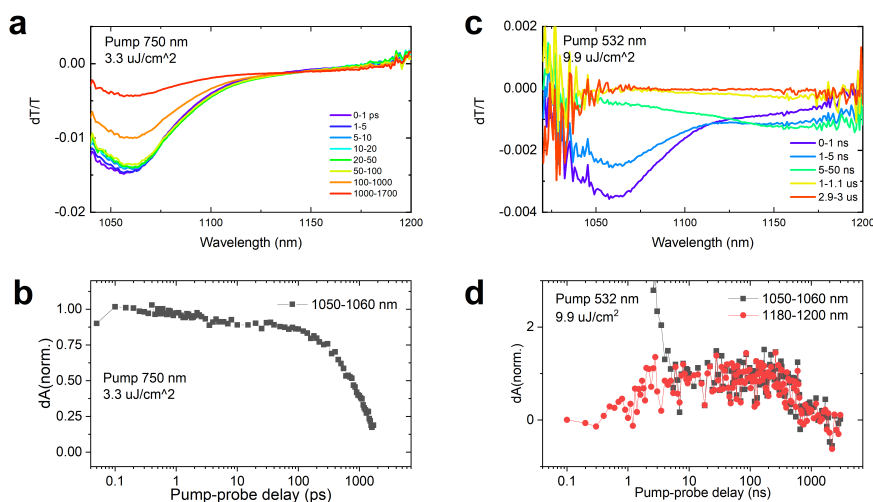 a
Pump 750 nm
3.3 uJ/cm^2
0.00
-0.01
-0.02
dT/T
0-1 ps
1-5
5-10
10-20
20-50
50-100
100-1000
1000-1700
1050
1100
1150
1200
Wavelength (nm)
c
Pump 532 nm
9.9 uJ/cm^2
0.002
0.000
-0.002
-0.004
dT/T
0-1 ns
1-5 ns
5-50 ns
1-1.1 us
2.9-3 us
1050
1100
1150
1200
Wavelength (nm)
b
1050-1060 nm
1.00
0.75
0.50
0.25
0.00
dA(norm.)
Pump 750 nm
3.3 uJ/cm^2
0.1
1
10
100
1000
Pump-probe delay (ps)
d
Pump 532 nm
9.9 uJ/cm²
1050-1060 nm
1180-1200 nm
2
0
dA(norm.)
0.1
1
10
100
1000
Pump-probe delay (ns)